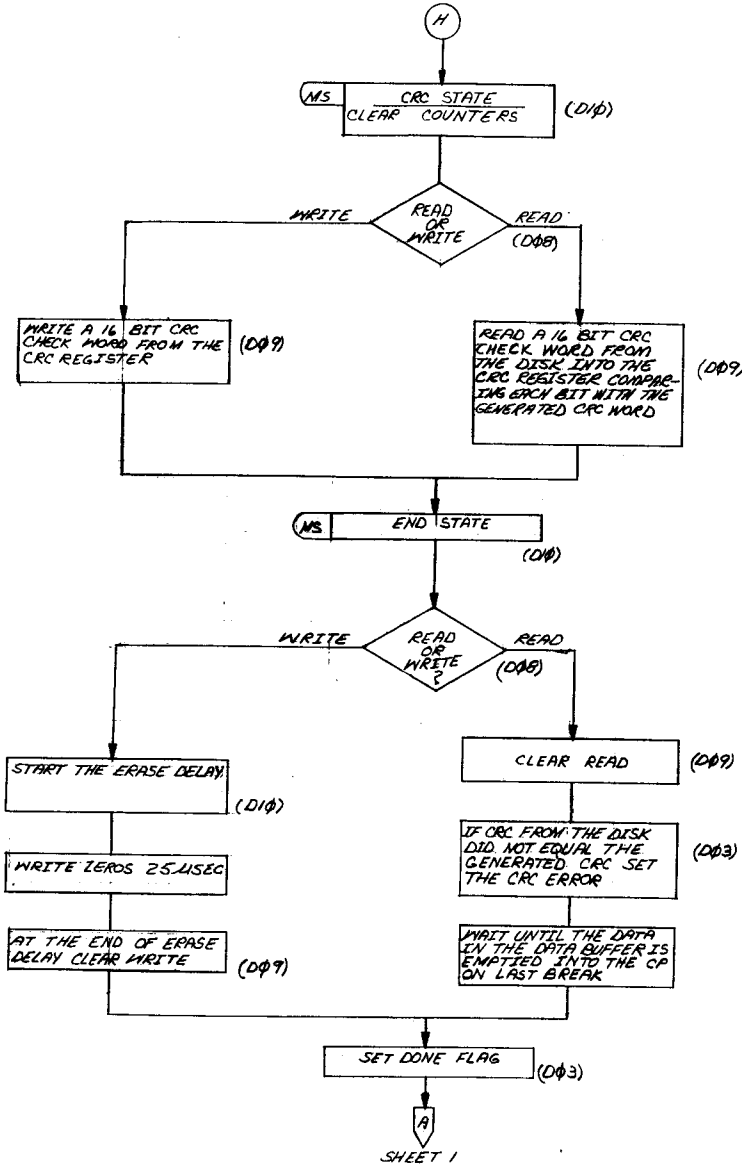 H
MS
CRC STATE
CLEAR COUNTERS
(D1Ø)
WRITE
READ
OR
WRITE
READ
(DØ8)
WRITE A 16 BIT CRC
CHECK WORD FROM THE
CRC REGISTER
(DØ9)
READ A 16 BIT CRC
CHECK WORD FROM
THE DISK INTO THE
CRC REGISTER COMPAR-
ING EACH BIT WITH THE
GENERATED CRC WORD
(DØ9)
MS
END STATE
(D1Ø)
WRITE
READ
OR
WRITE
?
READ
(DØ8)
START THE ERASE DELAY
(D1Ø)
WRITE ZEROS 25 µSEC
AT THE END OF ERASE
DELAY CLEAR WRITE
(DØ9)
CLEAR READ
(DØ9)
IF CRC FROM THE DISK
DID NOT EQUAL THE
GENERATED CRC SET
THE CRC ERROR
(DØ3)
WAIT UNTIL THE DATA
IN THE DATA BUFFER IS
EMPTIED INTO THE CP
ON LAST BREAK
SET DONE FLAG
(DØ3)
A
SHEET 1